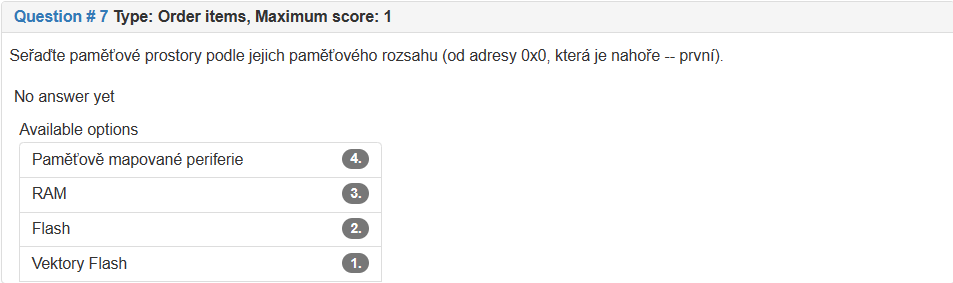 Question # 7 Type: Order items, Maximum score: 1
Seřaďte paměťové prostory podle jejich paměťového rozsahu (od adresy 0x0, která je nahoře -- první).
No answer yet
Available options
Paměťově mapované periferie 4.
RAM 3.
Flash 2.
Vektory Flash 1.